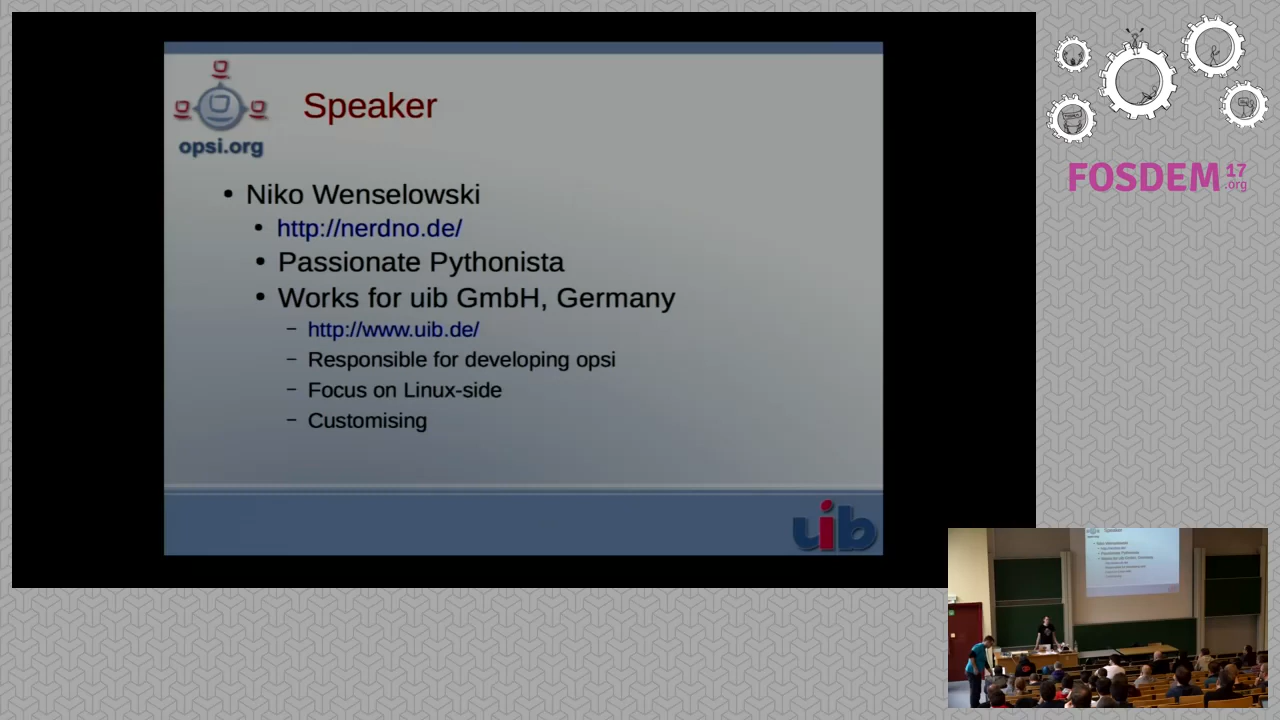 Speaker
opsi.org
Niko Wenselowski
http://nerdno.de/
Passionate Pythonista
Works for uib GmbH, Germany
http://www.uib.de/
Responsible for developing opsi
Focus on Linux-side
Customising
uib
FOSDEM 17
.org